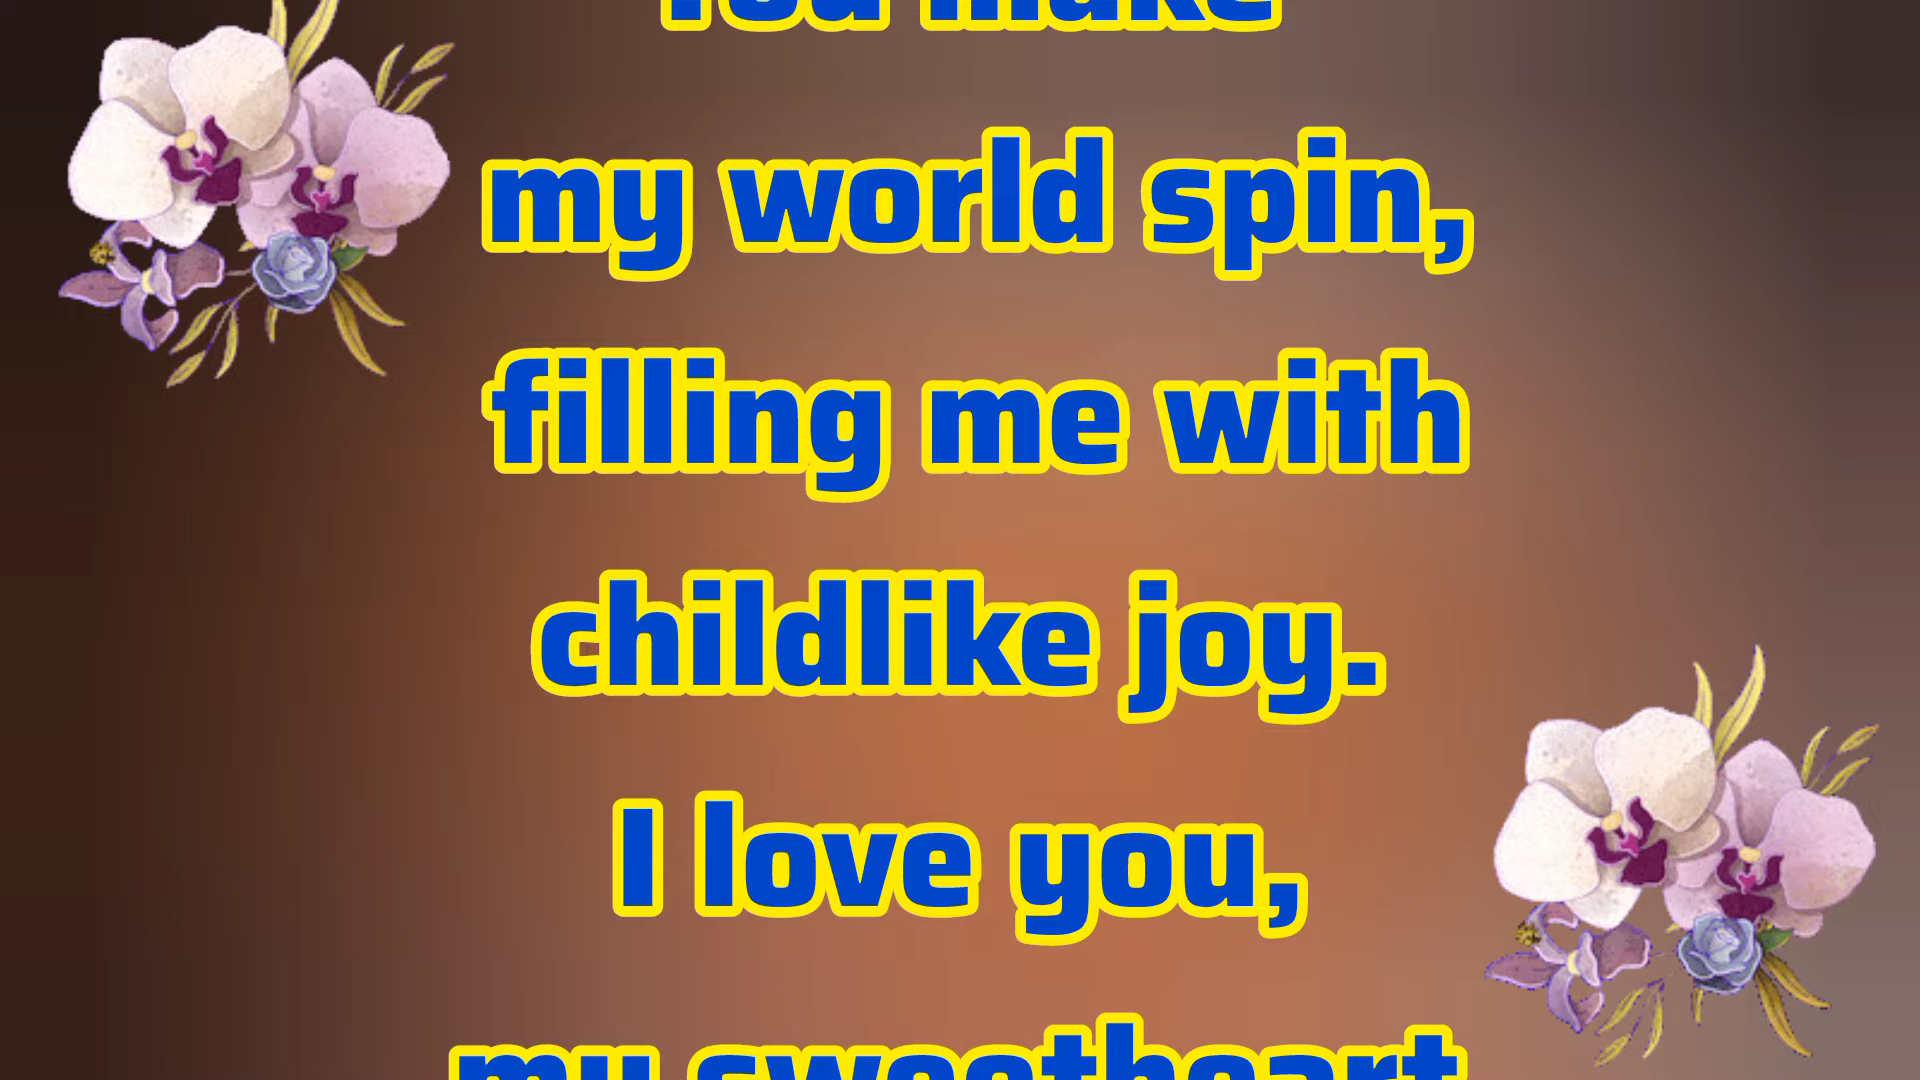 You make
my world spin,
filling me with
childlike joy.
I love you,
my sweetheart